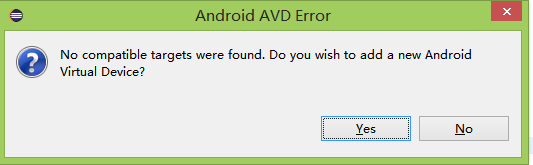 Android AVD Error
No compatible targets were found. Do you wish to add a new Android
Virtual Device?
Yes
No